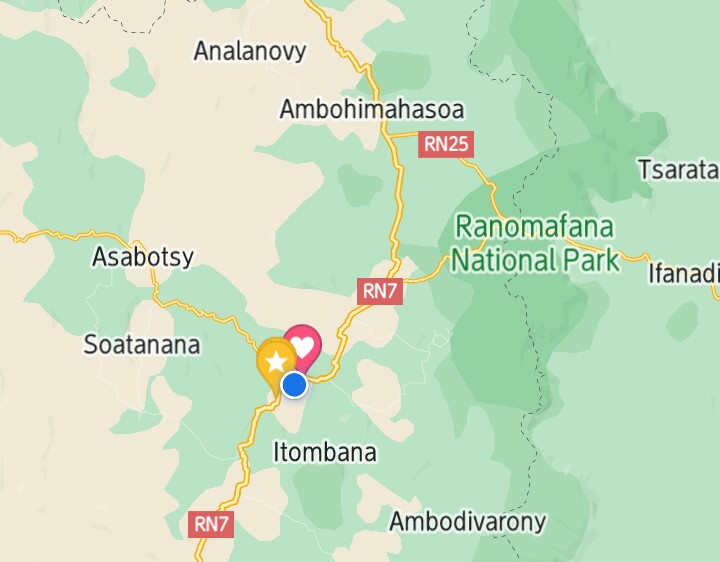 Analanovy
Ambohimahasoa
RN25
Tsarata
Ranomafana
National Park
Asabotsy
Ifanadi
RN7
Soatanana
Itombana
RN7
Ambodivarony